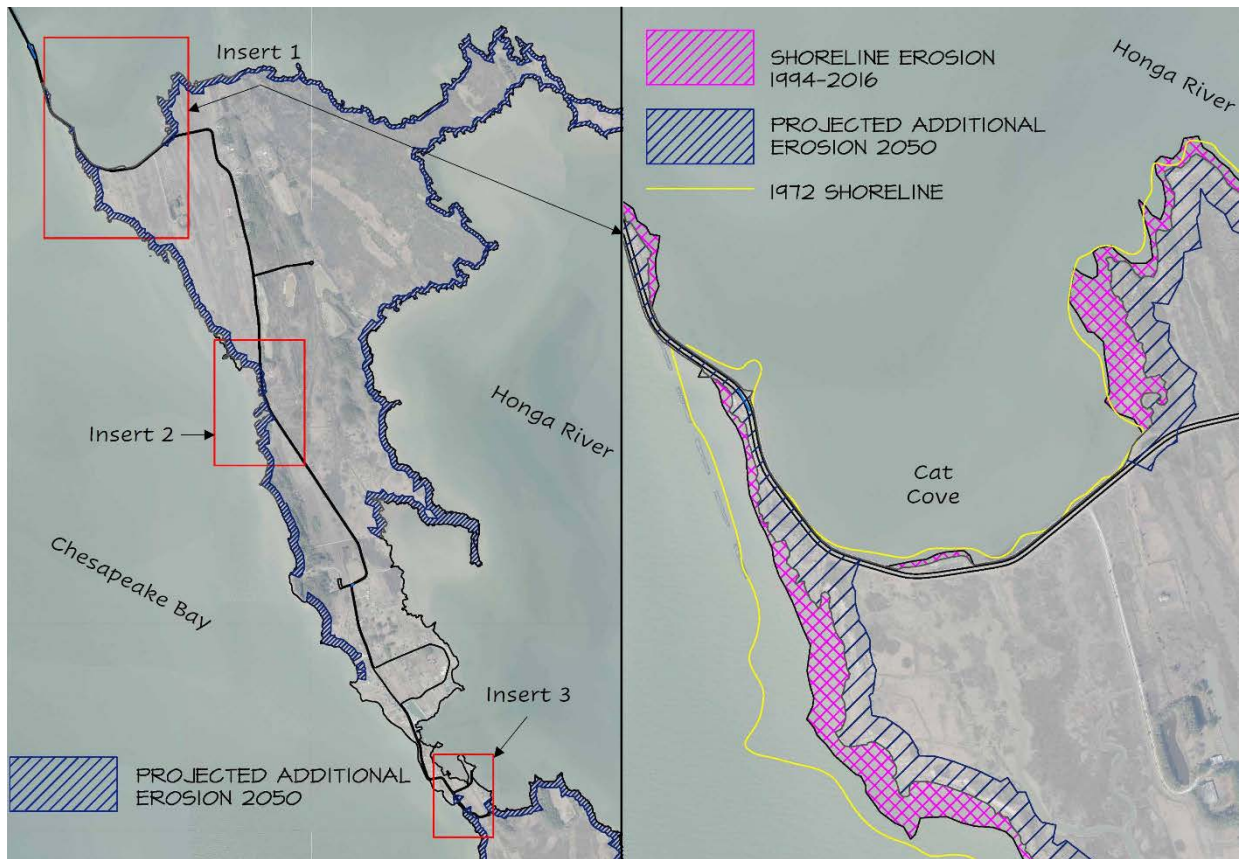 Insert 1
Insert 2
Honga River
Chesapeake Bay
Insert 3
PROJECTED ADDITIONAL
EROSION 2050
SHORELINE EROSION
1994-2016
PROJECTED ADDITIONAL
EROSION 2050
1972 SHORELINE
Honga River
Cat
Cove